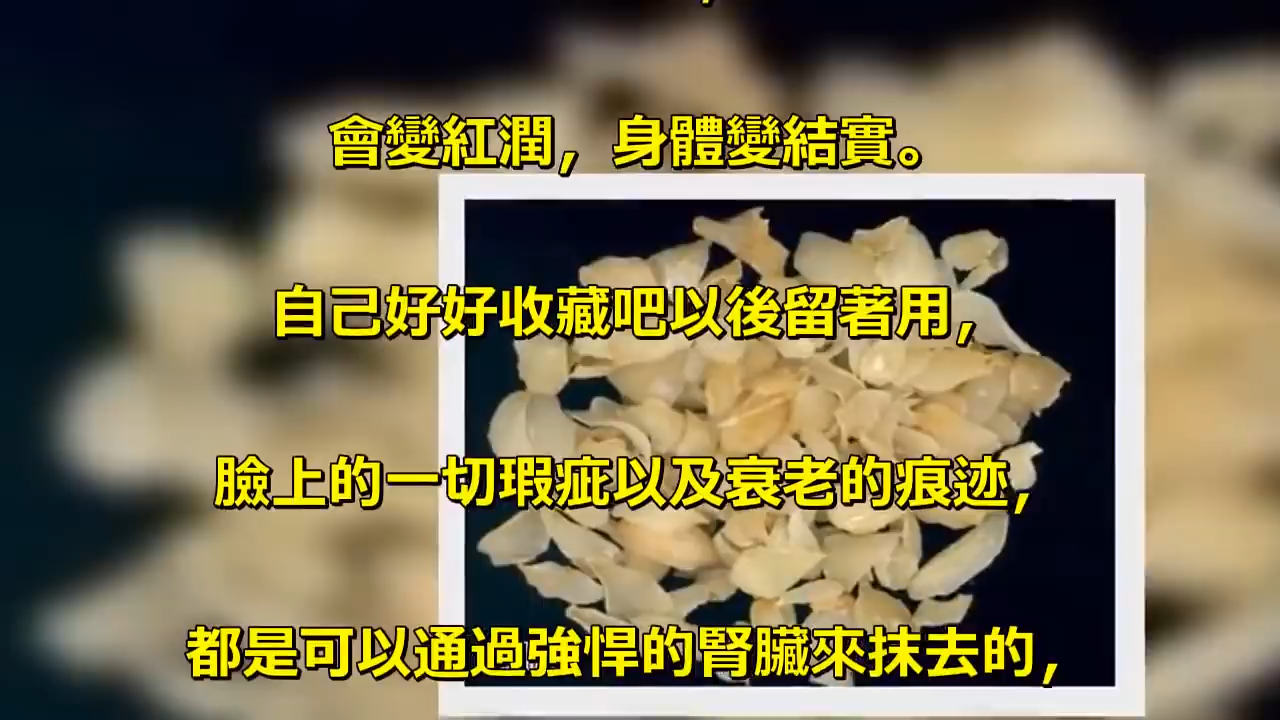 會變紅潤，身體變結實。
自己好好收藏吧以後留著用，
臉上的一切瑕疵以及衰老的痕迹，
都是可以通過強悍的腎臟來抹去的，